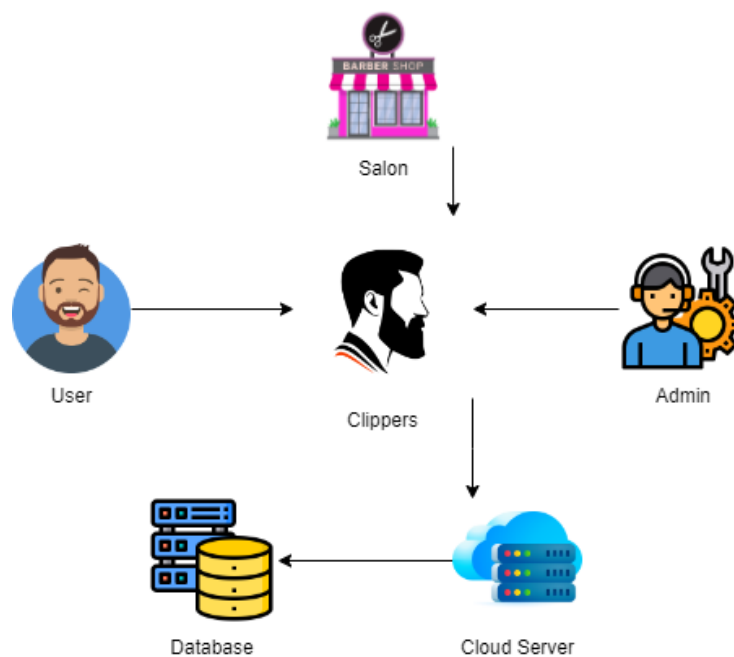 BARBER SHOP
Salon
User
Clippers
Admin
Database
Cloud Server